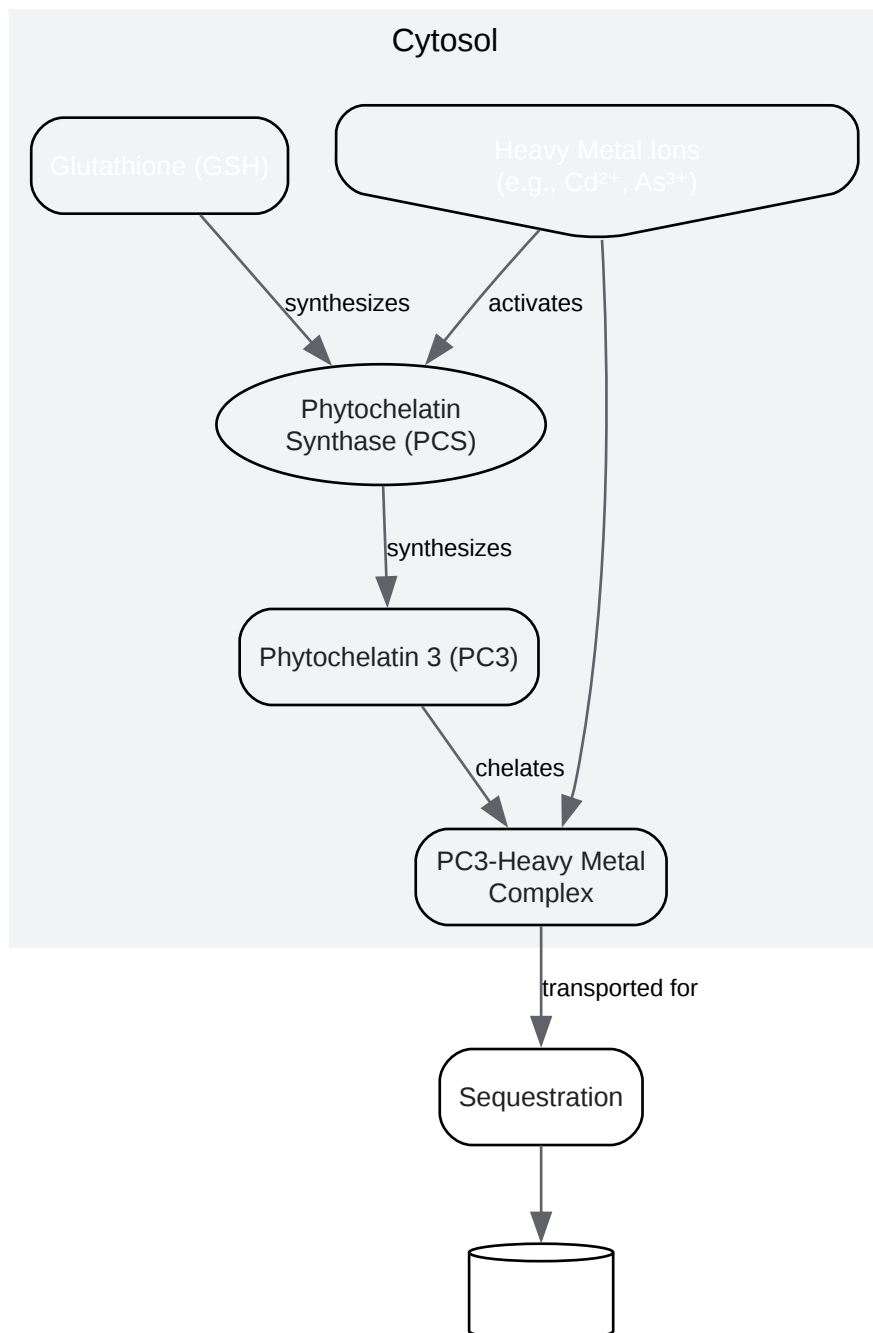 Cytosol
Glutathione (GSH)
Heavy Metal Ions
(e.g., Cd²⁺, As³⁺)
synthesizes
activates
Phytochelatin
Synthase (PCS)
synthesizes
Phytochelatin 3 (PC3)
chelates
PC3-Heavy Metal
Complex
transported for
Sequestration